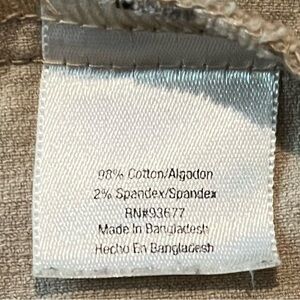 98% Cotton/Algodon
2% Spandex/Spandex
RN#93677
Made In Bangladesh
Hecho En Bangladesh